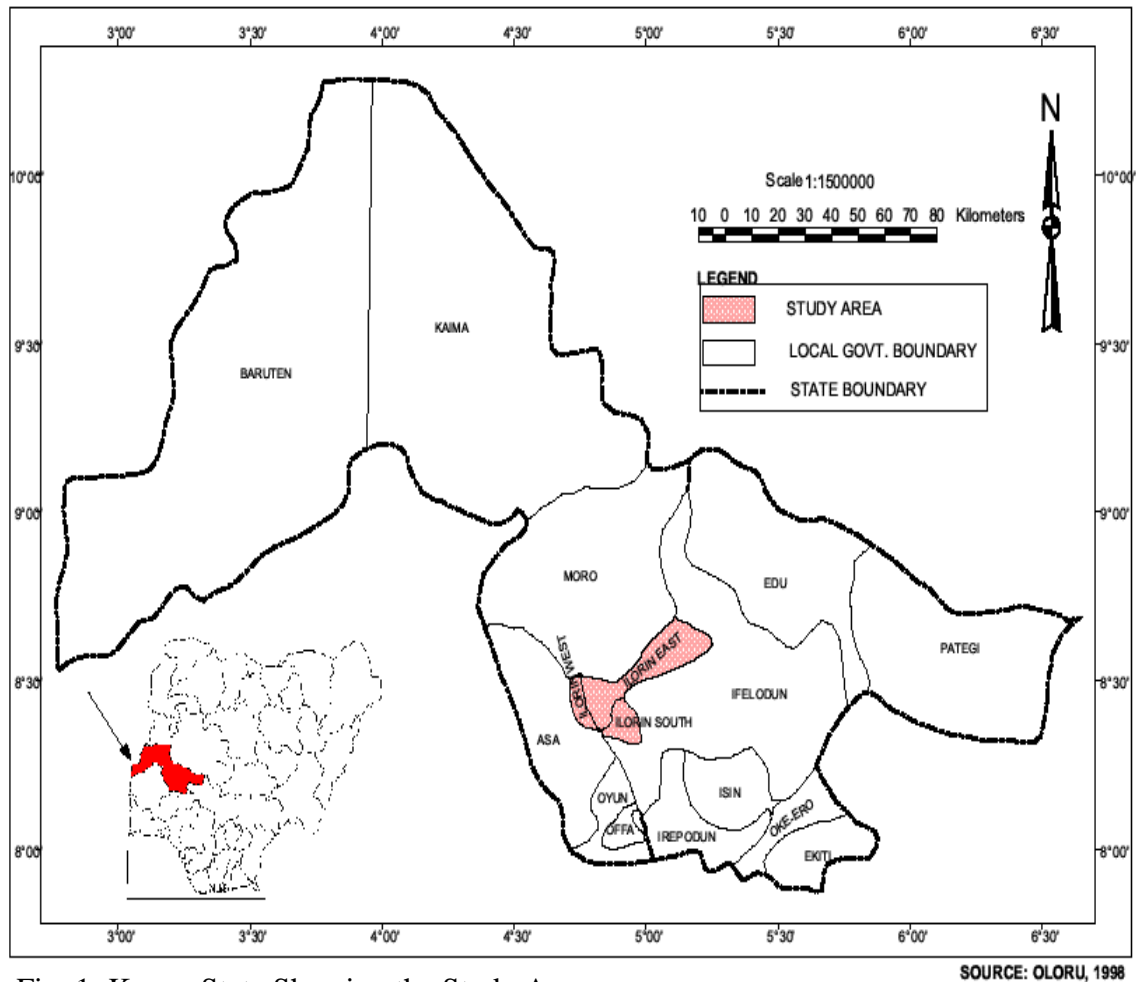 3°00' 3°30' 4°00' 4°30' 5°00' 5°30' 6°00' 6°30'
N
10°00' 10°00'
Scale 1:1500000
10 0 10 20 30 40 50 60 70 80 Kilometers
LEGEND
STUDY AREA
LOCAL GOVT. BOUNDARY
STATE BOUNDARY
KAIMA
BARUTEN
9°30' 9°30'
9°00' 9°00'
MORO
EDU
PATEGI
ILORIN WEST
ILORIN EAST
8°30' 8°30'
ILORIN
IFELODUN
ILORIN SOUTH
ASA
OYUN
ISIN
OFFA
IREPODUN
OKE-ERO
EKITI
8°00' 8°00'
3°00' 3°30' 4°00' 4°30' 5°00' 5°30' 6°00' 6°30'
SOURCE: OLORU, 1998